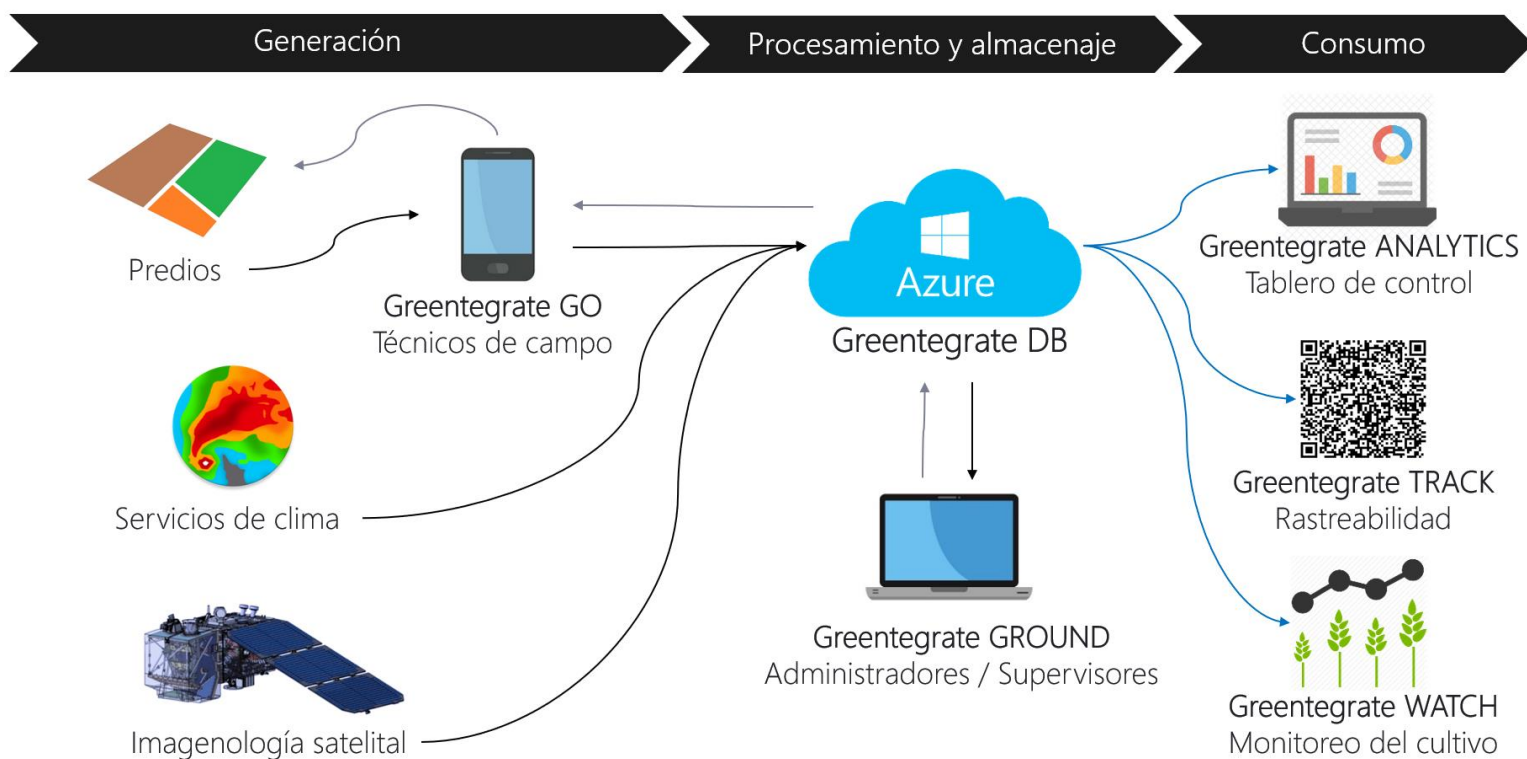 Generación
Procesamiento y almacenaje
Consumo
Predios
Greentegrate GO
Técnicos de campo
Servicios de clima
Imagenología satelital
Azure
Greentegrate DB
Greentegrate GROUND
Administradores / Supervisores
Greentegrate ANALYTICS
Tablero de control
Greentegrate TRACK
Rastreabilidad
Greentegrate WATCH
Monitoreo del cultivo